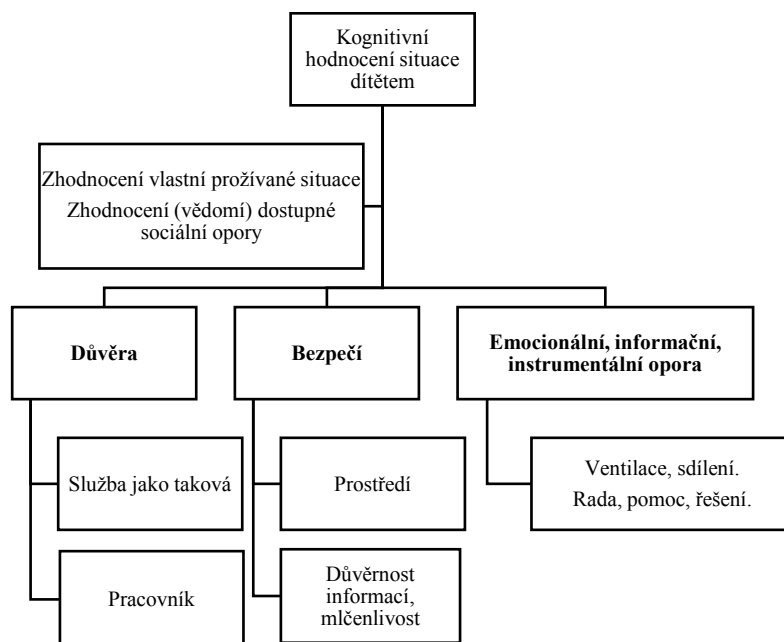 Kognitivní
hodnocení situace
dítětem
Zhodnocení vlastní prožívané situace
Zhodnocení (vědomí) dostupné
sociální opory
Důvěra
Bezpečí
Emocionální, informační,
instrumentální opora
Služba jako taková
Prostředí
Ventilace, sdílení.
Rada, pomoc, řešení.
Pracovník
Důvěrnost
informací,
mlčenlivost